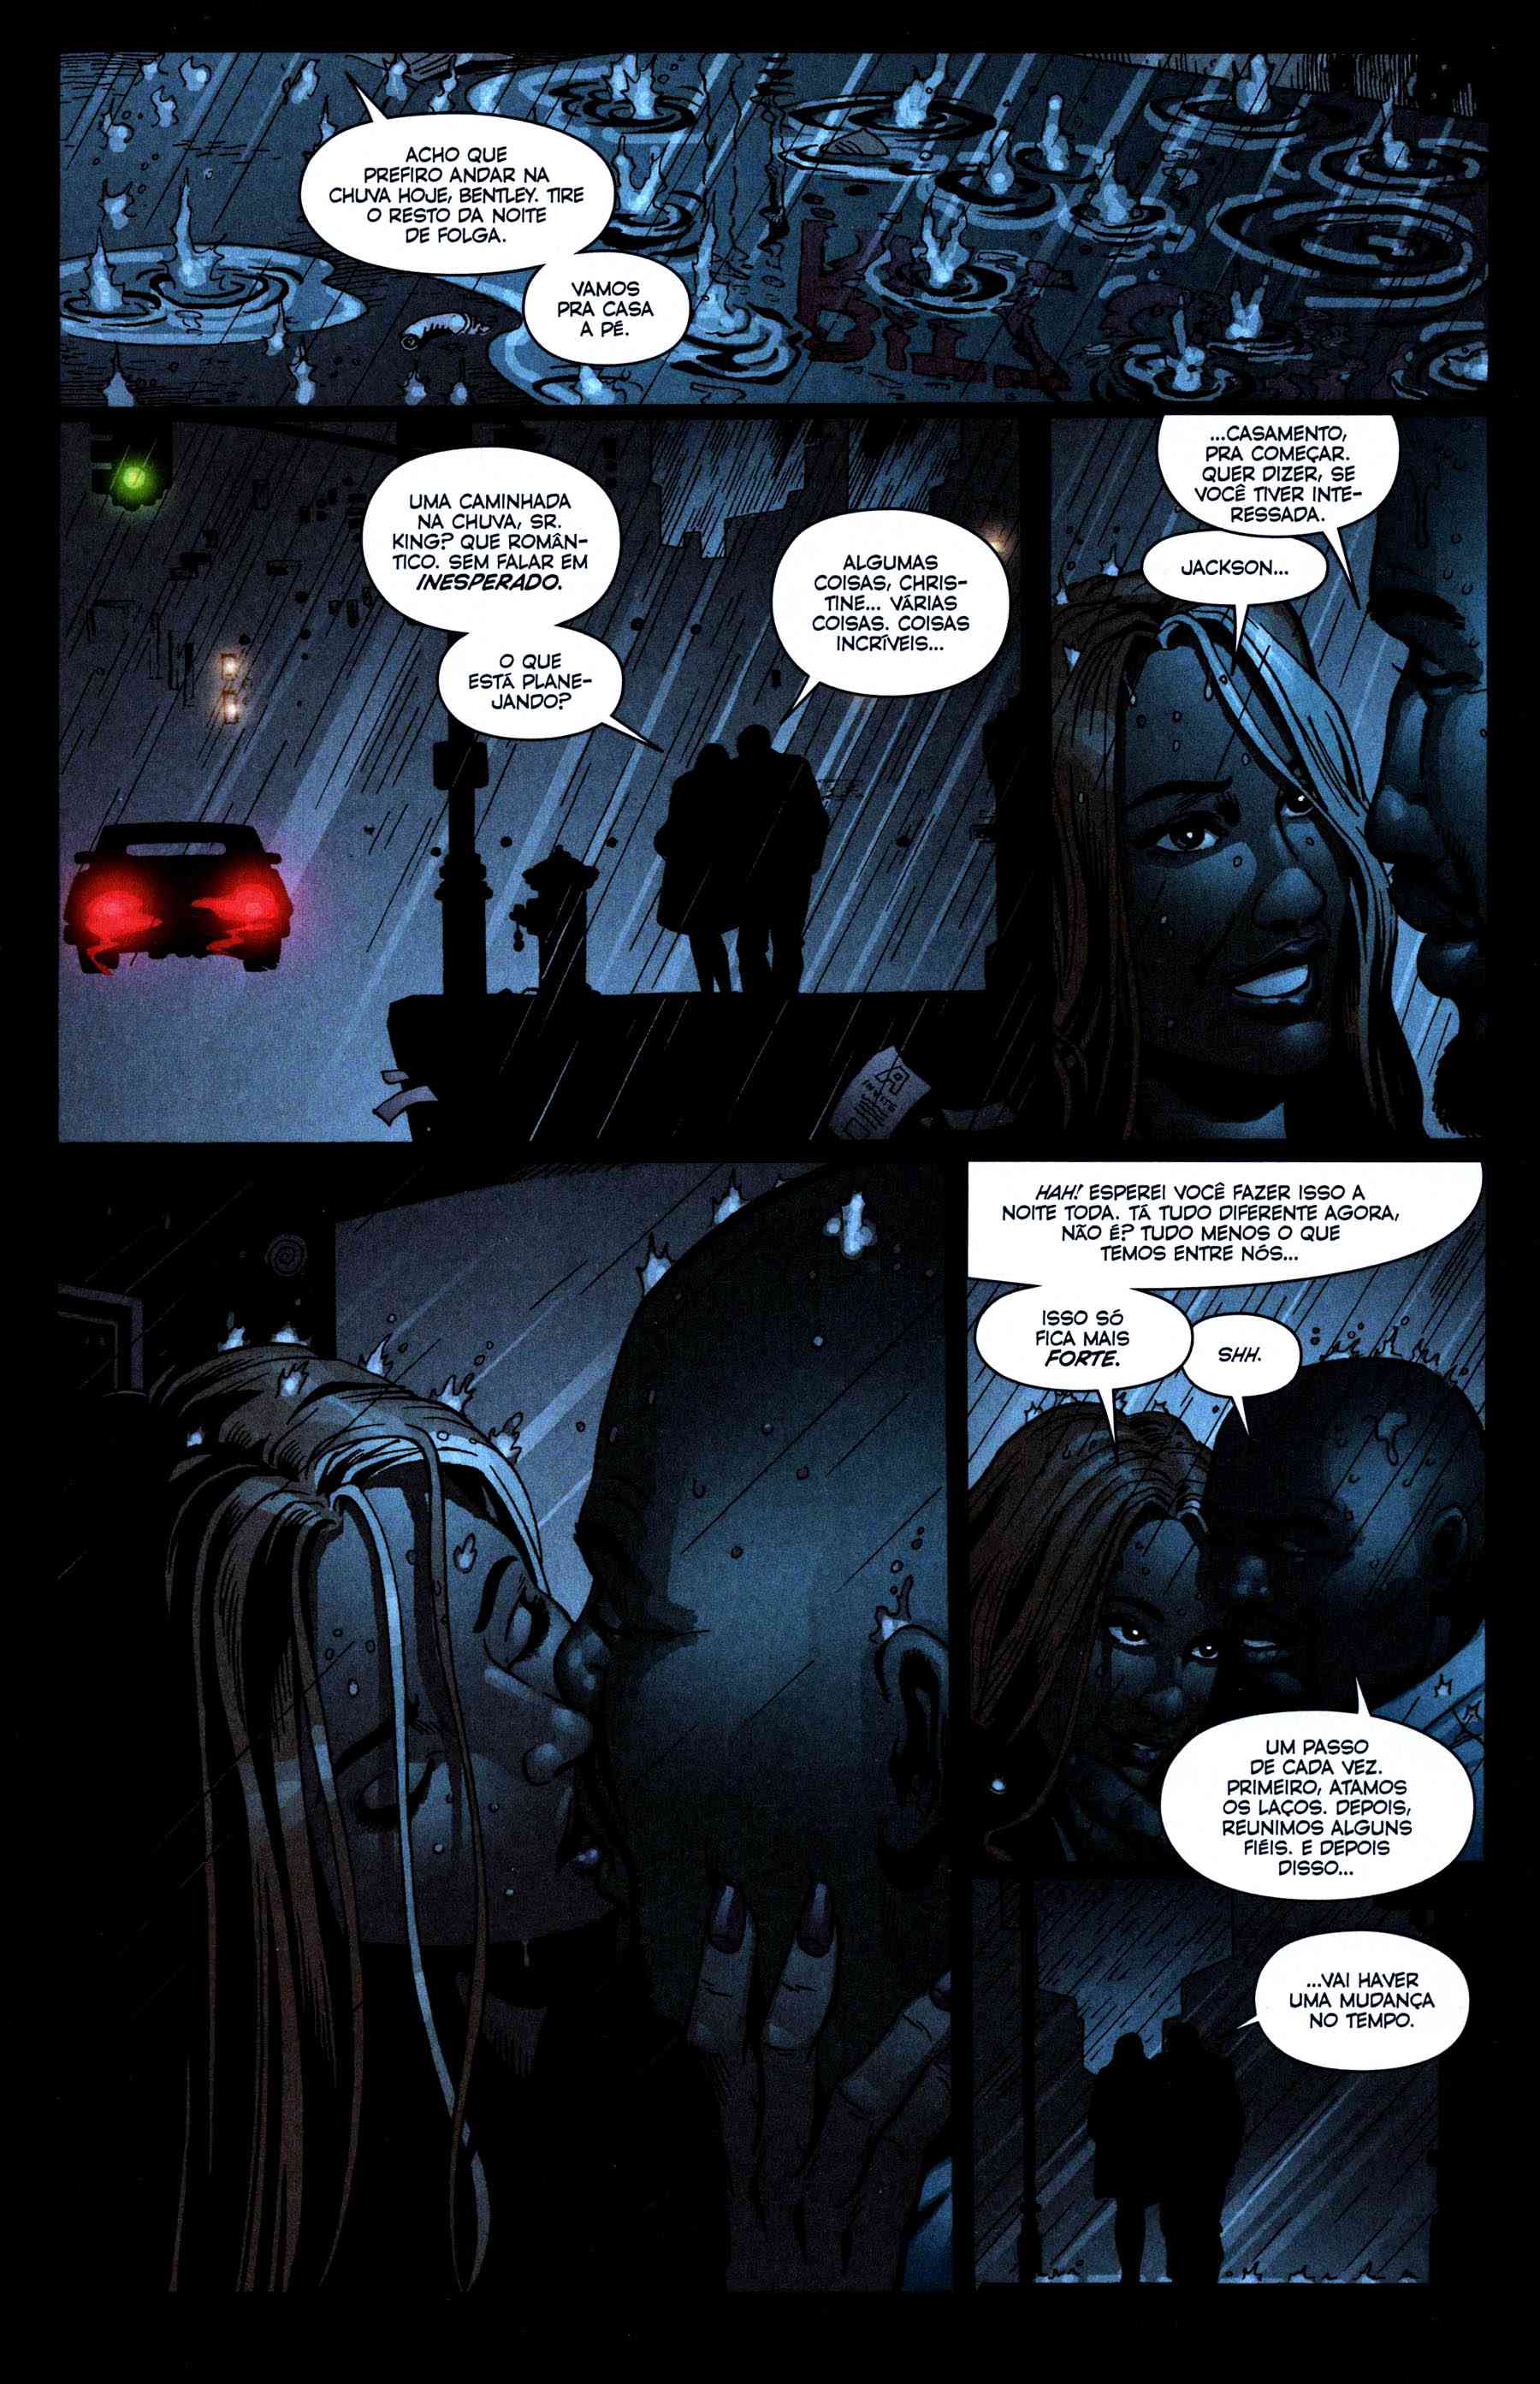 ACHO QUE
PREFIRO ANDAR NA
CHUVA HOJE, BENTLEY. TIRE
O RESTO DA NOITE
DE FOLGA.
VAMOS
PRA CASA
A PÉ.
UMA CAMINHADA
NA CHUVA, SR.
KING? QUE ROMÂN-
TICO. SEM FALAR EM
INESPERADO.
O QUE
ESTÁ PLANE-
JANDO?
ALGUMAS
COISAS, CHRIS-
TINE... VÁRIAS
COISAS. COISAS
INCRÍVEIS...
...CASAMENTO,
PRA COMEÇAR.
QUER DIZER, SE
VOCÊ TIVER INTE-
RESSADA.
JACKSON...
HAH! ESPEREI VOCÊ FAZER ISSO A
NOITE TODA. TÁ TUDO DIFERENTE AGORA,
NÃO É? TUDO MENOS O QUE
TEMOS ENTRE NÓS...
ISSO SÓ
FICA MAIS
FORTE.
SHH.
UM PASSO
DE CADA VEZ.
PRIMEIRO, ATAMOS
OS LAÇOS. DEPOIS,
REUNIMOS ALGUNS
FIÉIS. E DEPOIS
DISSO...
...VAI HAVER
UMA MUDANÇA
NO TEMPO.